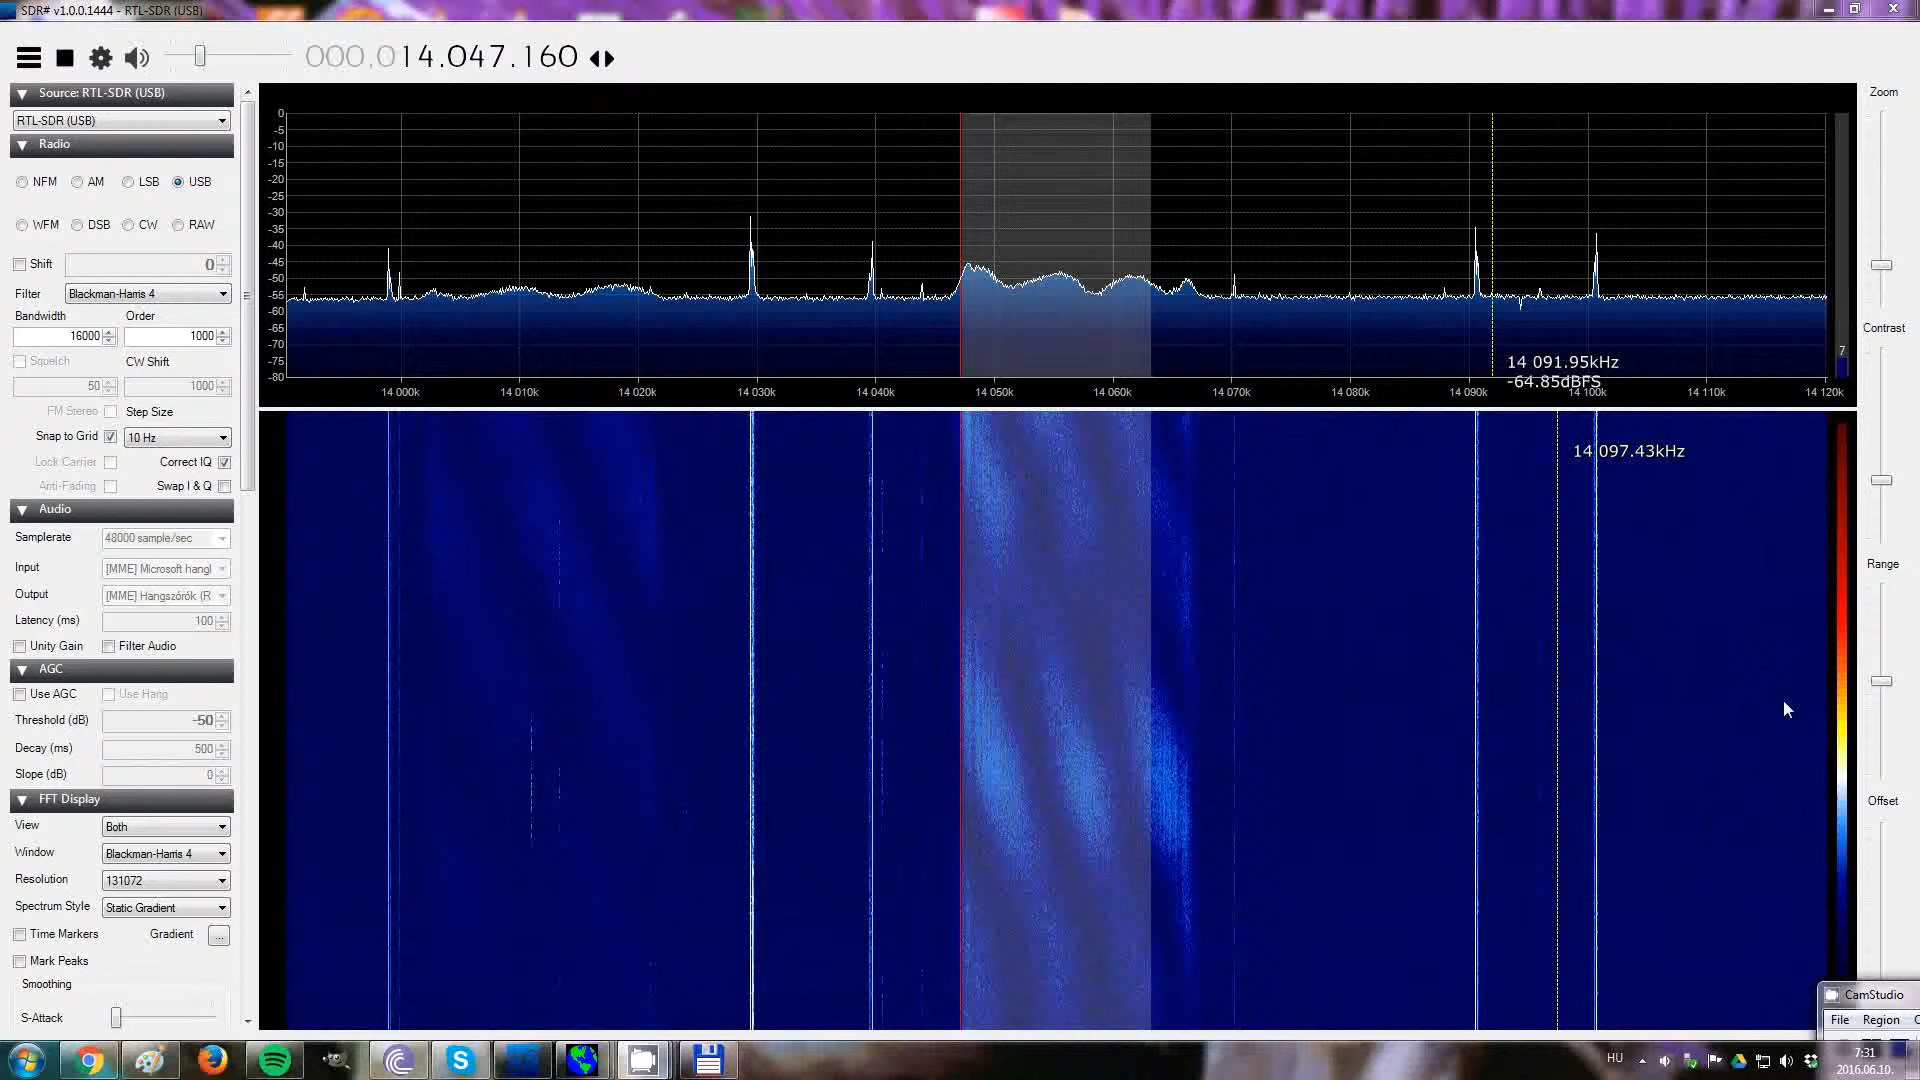 SDR# v1.0.0.1444 - RTL-SDR (USB)
000.014.047.160
Source: RTL-SDR (USB)
RTL-SDR (USB)
Radio
NFM AM LSB USB
WFM DSB CW RAW
Shift 0
Filter Blackman-Harris 4
Bandwidth Order
16000 1000
Squelch CW Shift
50 1000
FM Stereo Step Size
Snap to Grid 10 Hz
Lock Carrier Correct IQ
Anti-Fading Swap I & Q
Audio
Samplerate 48000 sample/sec
Input [MME] Microsoft hangl
Output [MME] Hangszórók (R
Latency (ms) 100
Unity Gain Filter Audio
AGC
Use AGC Use Hang
Threshold (dB) -50
Decay (ms) 500
Slope (dB) 0
FFT Display
View Both
Window Blackman-Harris 4
Resolution 131072
Spectrum Style Static Gradient
Time Markers Gradient ...
Mark Peaks
Smoothing
S-Attack
0
-5
-10
-15
-20
-25
-30
-35
-40
-45
-50
-55
-60
-65
-70
-75
-80
14 000k 14 010k 14 020k 14 030k 14 040k 14 050k 14 060k 14 070k 14 080k 14 090k 14 100k 14 110k 14 120k
14 091.95kHz
-64.85dBFS
7
14 097.43kHz
Zoom
Contrast
Range
Offset
CamStudio
File Region
HU
7:31
2016.06.10.